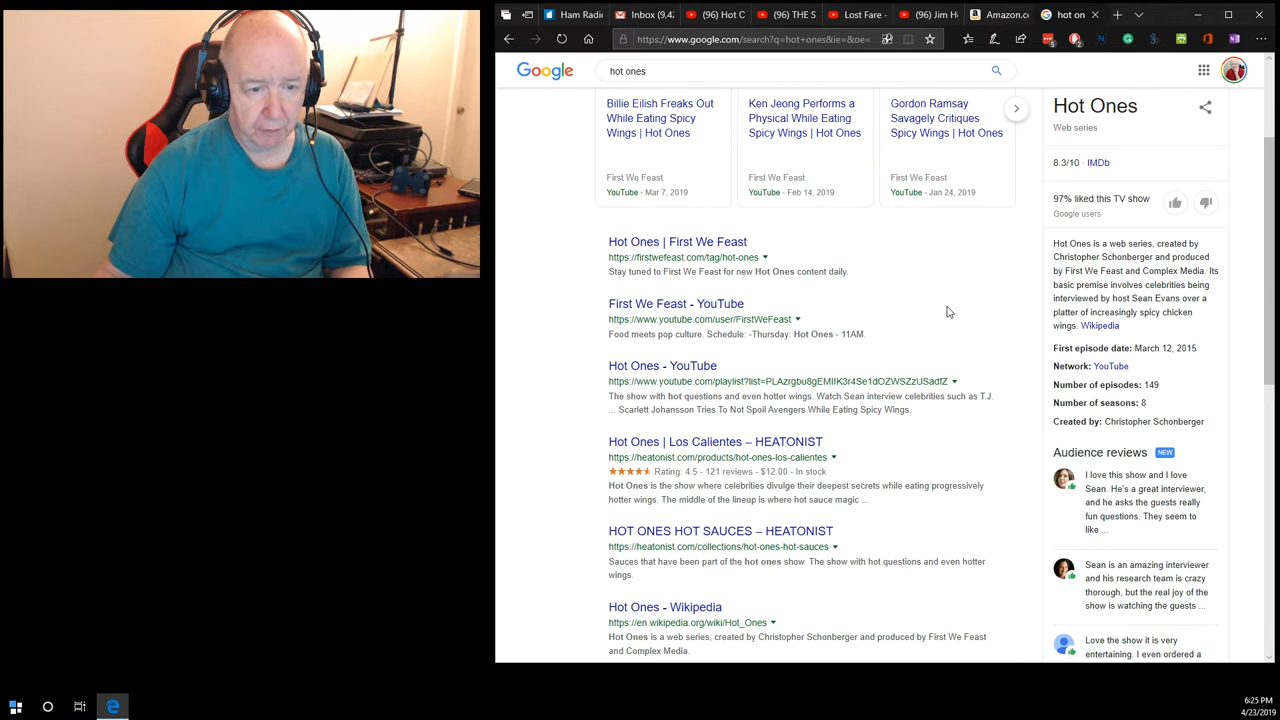 Ham Radi
Inbox (9,4
(96) Hot C
(96) THE S
Lost Fare -
(96) Jim H
Amazon.c
hot on
https://www.google.com/search?q=hot+ones&ie=&oe=
Google
hot ones
Billie Eilish Freaks Out
While Eating Spicy
Wings | Hot Ones
First We Feast
YouTube - Mar 7, 2019
Ken Jeong Performs a
Physical While Eating
Spicy Wings | Hot Ones
First We Feast
YouTube - Feb 14, 2019
Gordon Ramsay
Savagely Critiques
Spicy Wings | Hot Ones
First We Feast
YouTube - Jan 24, 2019
Hot Ones | First We Feast
https://firstwefeast.com/tag/hot-ones
Stay tuned to First We Feast for new Hot Ones content daily.
First We Feast - YouTube
https://www.youtube.com/user/FirstWeFeast
Food meets pop culture. Schedule: -Thursday: Hot Ones - 11AM.
Hot Ones - YouTube
https://www.youtube.com/playlist?list=PLAzrgbu8gEMIIK3r4Se1dOZWSZzUSadfZ
The show with hot questions and even hotter wings. Watch Sean interview celebrities such as T.J.
... Scarlett Johansson Tries To Not Spoil Avengers While Eating Spicy Wings.
Hot Ones | Los Calientes – HEATONIST
https://heatonist.com/products/hot-ones-los-calientes
Rating: 4.5 - 121 reviews - $12.00 - In stock
Hot Ones is the show where celebrities divulge their deepest secrets while eating progressively
hotter wings. The middle of the lineup is where hot sauce magic ...
HOT ONES HOT SAUCES – HEATONIST
https://heatonist.com/collections/hot-ones-hot-sauces
Sauces that have been part of the hot ones show. The show with hot questions and even hotter
wings.
Hot Ones - Wikipedia
https://en.wikipedia.org/wiki/Hot_Ones
Hot Ones is a web series, created by Christopher Schonberger and produced by First We Feast
and Complex Media.
Hot Ones
Web series
8.3/10 · IMDb
97% liked this TV show
Google users
Hot Ones is a web series, created by
Christopher Schonberger and produced
by First We Feast and Complex Media. Its
basic premise involves celebrities being
interviewed by host Sean Evans over a
platter of increasingly spicy chicken
wings. Wikipedia
First episode date: March 12, 2015
Network: YouTube
Number of episodes: 149
Number of seasons: 8
Created by: Christopher Schonberger
Audience reviews NEW
I love this show and I love
Sean. He's a great interviewer,
and he asks the guests really
fun questions. They seem to
like ...
Sean is an amazing interviewer
and his research team is crazy
thorough, but the real joy of the
show is watching the guests ...
Love the show it is very
entertaining. I even ordered a
6:25 PM
4/23/2019